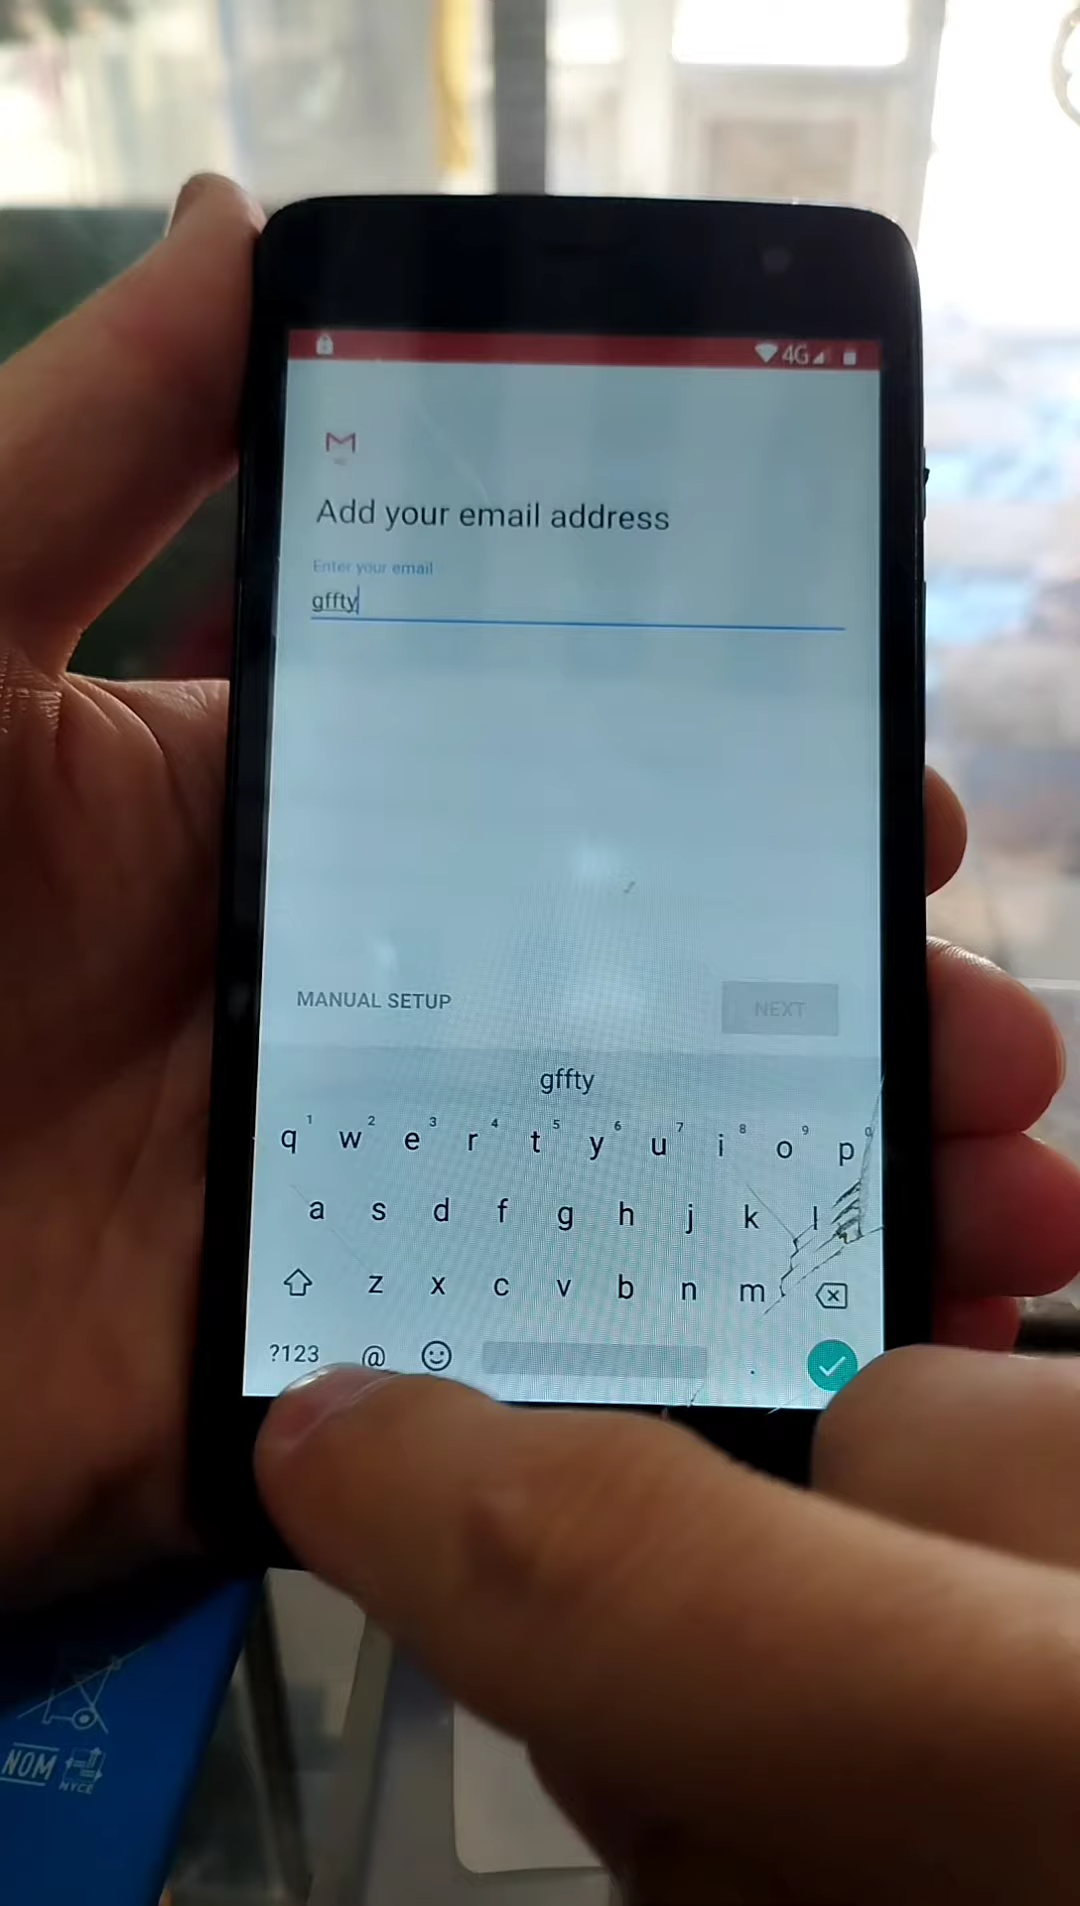 4G
M
Add your email address
Enter your email
gffty
MANUAL SETUP
NEXT
gffty
1 2 3 4 5 6 7 8 9 0
q w e r t y u i o p
a s d f g h j k l
z x c v b n m
?123 @ .
NOM
NYCE